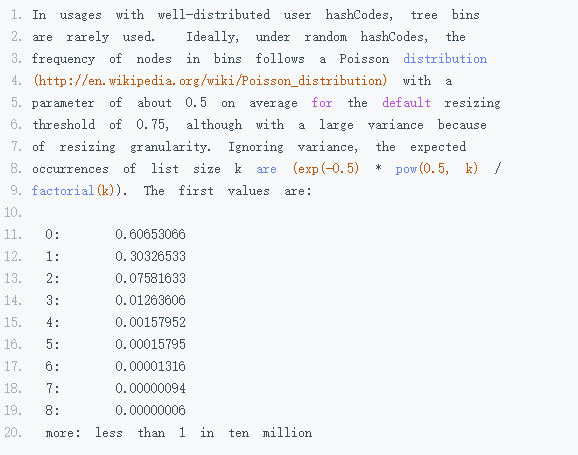 1. In usages with well-distributed user hashCodes, tree bins
2. are rarely used. Ideally, under random hashCodes, the
3. frequency of nodes in bins follows a Poisson distribution
4. (http://en.wikipedia.org/wiki/Poisson_distribution) with a
5. parameter of about 0.5 on average for the default resizing
6. threshold of 0.75, although with a large variance because
7. of resizing granularity. Ignoring variance, the expected
8. occurrences of list size k are (exp(-0.5) * pow(0.5, k) /
9. factorial(k)). The first values are:
10.
11. 0: 0.60653066
12. 1: 0.30326533
13. 2: 0.07581633
14. 3: 0.01263606
15. 4: 0.00157952
16. 5: 0.00015795
17. 6: 0.00001316
18. 7: 0.00000094
19. 8: 0.00000006
20. more: less than 1 in ten million